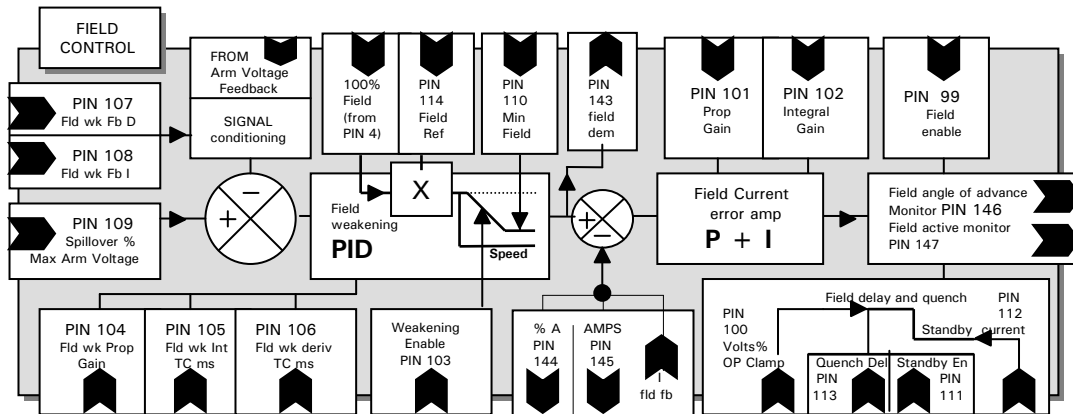 FIELD
CONTROL
FROM
Arm Voltage
Feedback
SIGNAL
conditioning
100%
Field
(from
PIN 4)
PIN
114
Field
Ref
PIN
110
Min
Field
PIN
143
field
dem
PIN 101
Prop
Gain
PIN 102
Integral
Gain
PIN 99
Field
enable
PIN 107
Fld wk Fb D
PIN 108
Fld wk Fb I
PIN 109
Spillover %
Max Arm Voltage
−
+
Field
weakening
PID
X
Speed
+
−
Field Current
error amp
P + I
Field angle of advance
Monitor PIN 146
Field active monitor
PIN 147
PIN 104
Fld wk Prop
Gain
PIN 105
Fld wk Int
TC ms
PIN 106
Fld wk deriv
TC ms
Weakening
Enable
PIN 103
% A
PIN
144
AMPS
PIN
145
I
fld fb
PIN
100
Volts%
OP Clamp
Field delay and quench
PIN
112
Standby current
Quench Del
PIN
113
Standby En
PIN
111